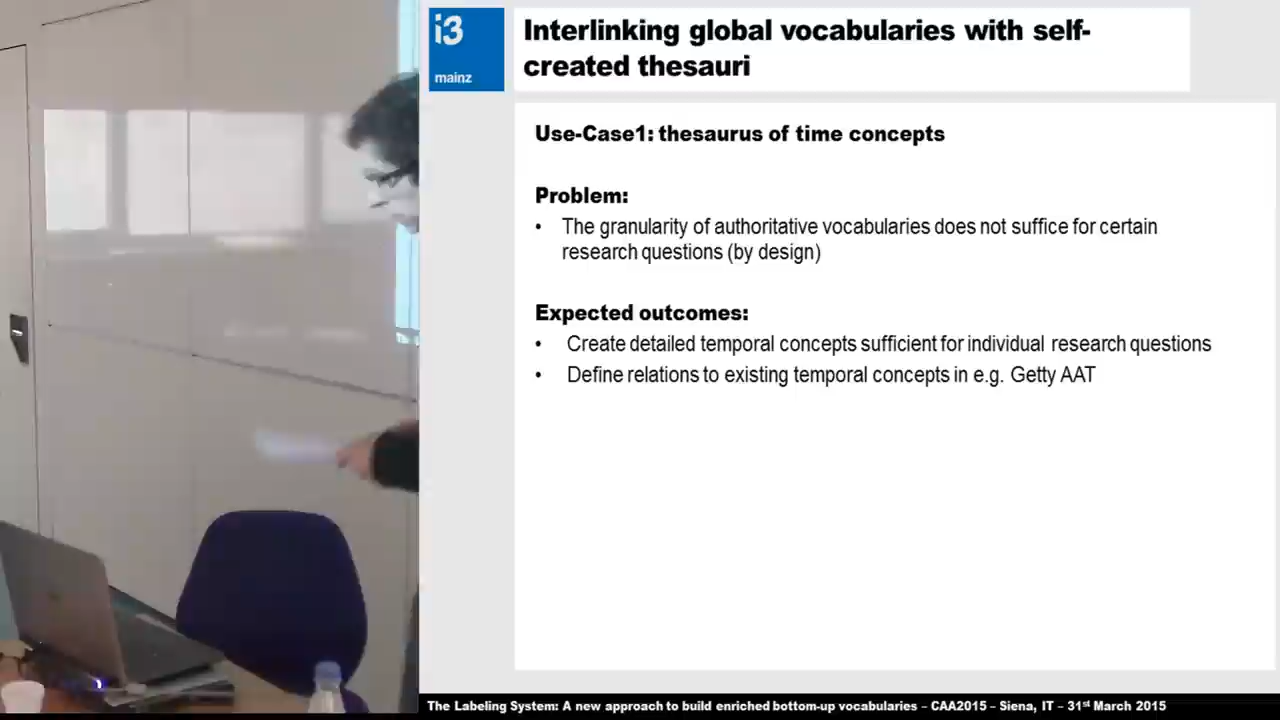 i3
mainz
Interlinking global vocabularies with self-
created thesauri
Use-Case1: thesaurus of time concepts
Problem:
• The granularity of authoritative vocabularies does not suffice for certain
research questions (by design)
Expected outcomes:
• Create detailed temporal concepts sufficient for individual research questions
• Define relations to existing temporal concepts in e.g. Getty AAT
The Labeling System: A new approach to build enriched bottom-up vocabularies – CAA2015 – Siena, IT – 31st March 2015